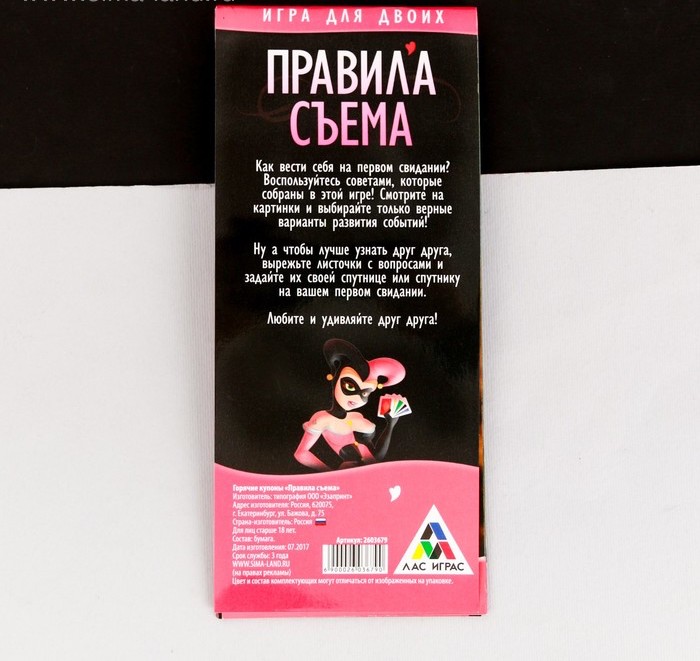 ИГРА ДЛЯ ДВОИХ
ПРАВИЛА
СЪЕМА
Как вести себя на первом свидании?
Воспользуйтесь советами, которые
собраны в этой игре! Смотрите на
картинки и выбирайте только верные
варианты развития событий!
Ну а чтобы лучше узнать друг друга,
вырежьте листочки с вопросами и
задайте их своей спутнице или спутнику
на вашем первом свидании.
Любите и удивляйте друг друга!
Горячие купоны «Правила съема»
Изготовитель: типография ООО «Эзапринт»
Адрес изготовителя: Россия, 620075,
г. Екатеринбург, ул. Бажова, д. 75
Страна-изготовитель: Россия
Для лиц старше 18 лет.
Состав: бумага.
Дата изготовления: 07.2017
Срок службы: 3 года
WWW.SIMA-LAND.RU
(на правах рекламы)
Цвет и состав комплектующих могут отличаться от изображенных на упаковке.
Артикул: 2603679
6 900026 036790
ЛАС ИГРАС